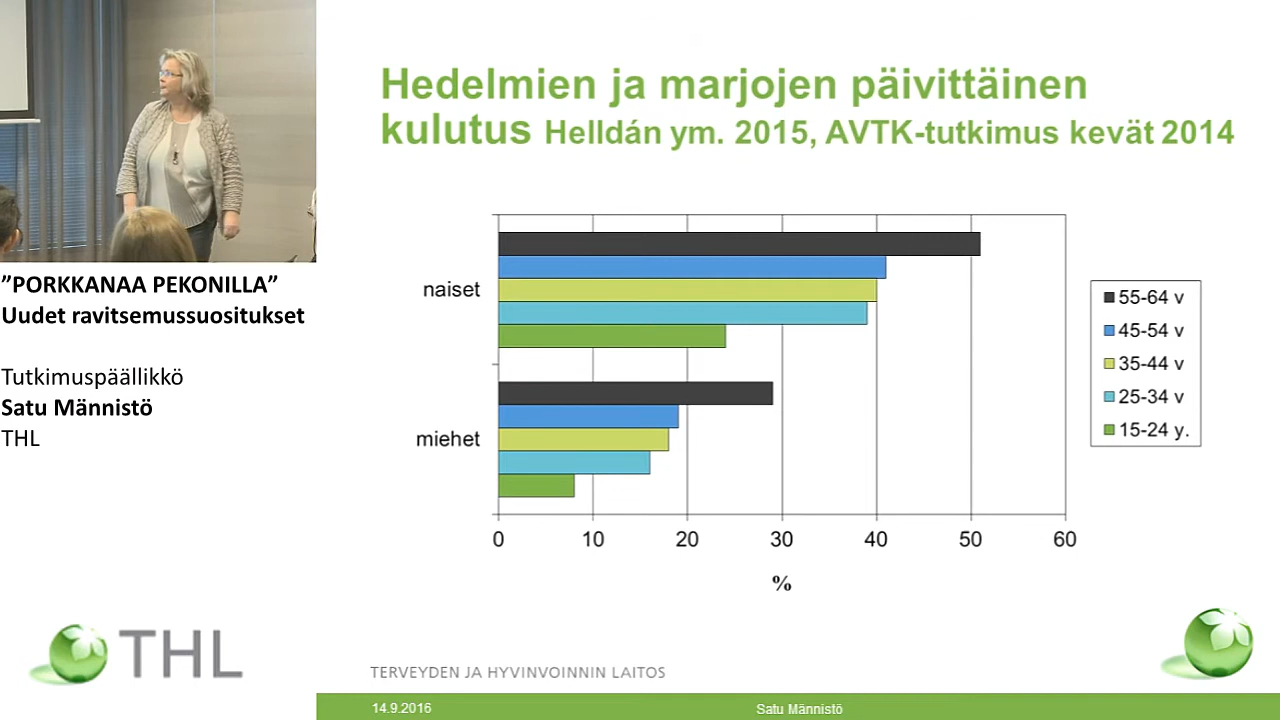 Hedelmien ja marjojen päivittäinen
kulutus Helldán ym. 2015, AVTK-tutkimus kevät 2014
”PORKKANAA PEKONILLA”
Uudet ravitsemussuositukset
Tutkimuspäällikkö
Satu Männistö
THL
naiset
miehet
0 10 20 30 40 50 60
%
55-64 v
45-54 v
35-44 v
25-34 v
15-24 y.
THL
TERVEYDEN JA HYVINVOINNIN LAITOS
14.9.2016
Satu Männistö